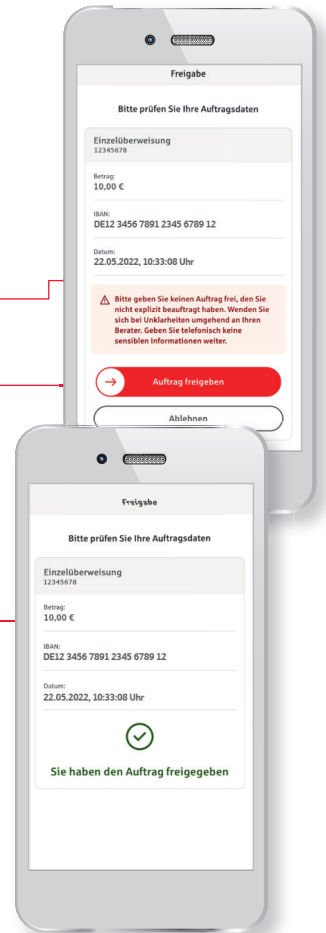 Freigabe
Bitte prüfen Sie Ihre Auftragsdaten
Einzelüberweisung
12345678
Betrag:
10,00 €
IBAN:
DE12 3456 7891 2345 6789 12
Datum:
22.05.2022, 10:33:08 Uhr
Bitte geben Sie keinen Auftrag frei, den Sie
nicht explizit beauftragt haben. Wenden Sie
sich bei Unklarheiten umgehend an Ihren
Berater. Geben Sie telefonisch keine
sensiblen Informationen weiter.
Auftrag freigeben
Ablehnen
Freigabe
Bitte prüfen Sie Ihre Auftragsdaten
Einzelüberweisung
12345678
Betrag:
10,00 €
IBAN:
DE12 3456 7891 2345 6789 12
Datum:
22.05.2022, 10:33:08 Uhr
Sie haben den Auftrag freigegeben